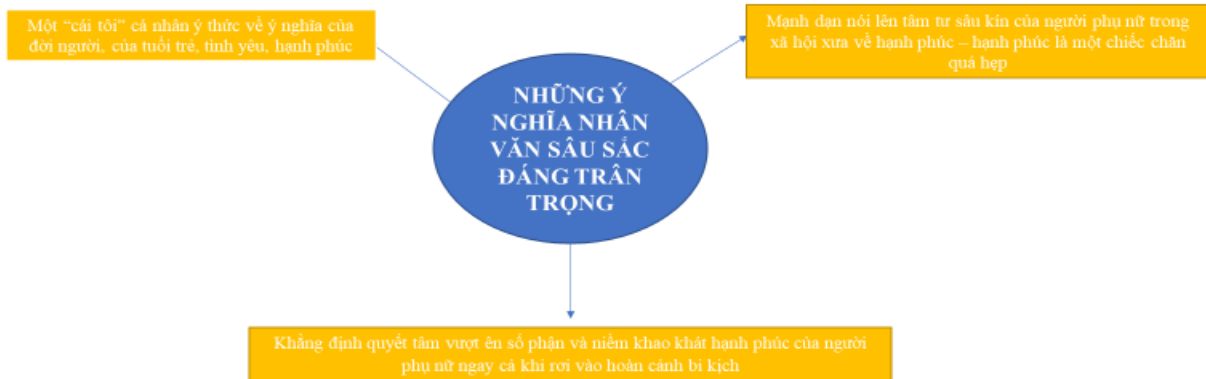 Một “cái tôi” cá nhân ý thức về ý nghĩa của
đời người, của tuổi trẻ, tình yêu, hạnh phúc
Mạnh dạn nói lên tâm tư sâu kín của người phụ nữ trong
xã hội xưa về hạnh phúc – hạnh phúc là một chiếc chăn
quá hẹp
NHỮNG Ý
NGHĨA NHÂN
VĂN SÂU SẮC
ĐÁNG TRÂN
TRỌNG
Khẳng định quyết tâm vượt ên số phận và niềm khao khát hạnh phúc của người
phụ nữ ngay cả khi rơi vào hoàn cảnh bi kịch